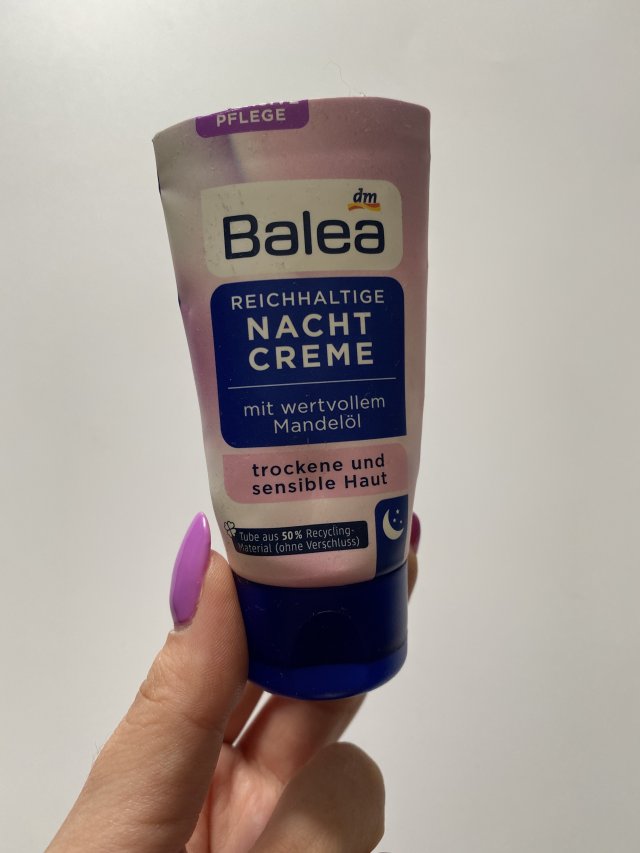 PFLEGE
dm
Balea
REICHHALTIGE
NACHT
CREME
mit wertvollem
Mandelöl
trockene und
sensible Haut
Tube aus 50% Recycling-
Material (ohne Verschluss)